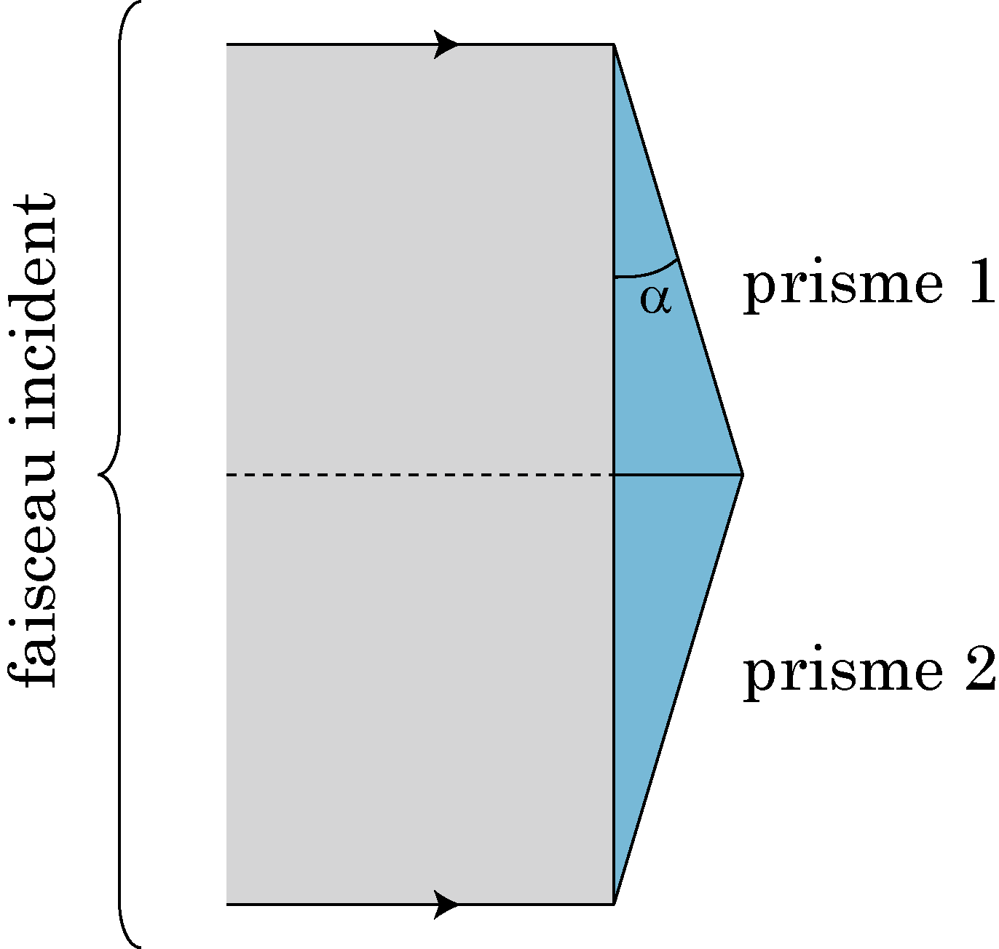 faisceau incident
prisme 1
α
prisme 2